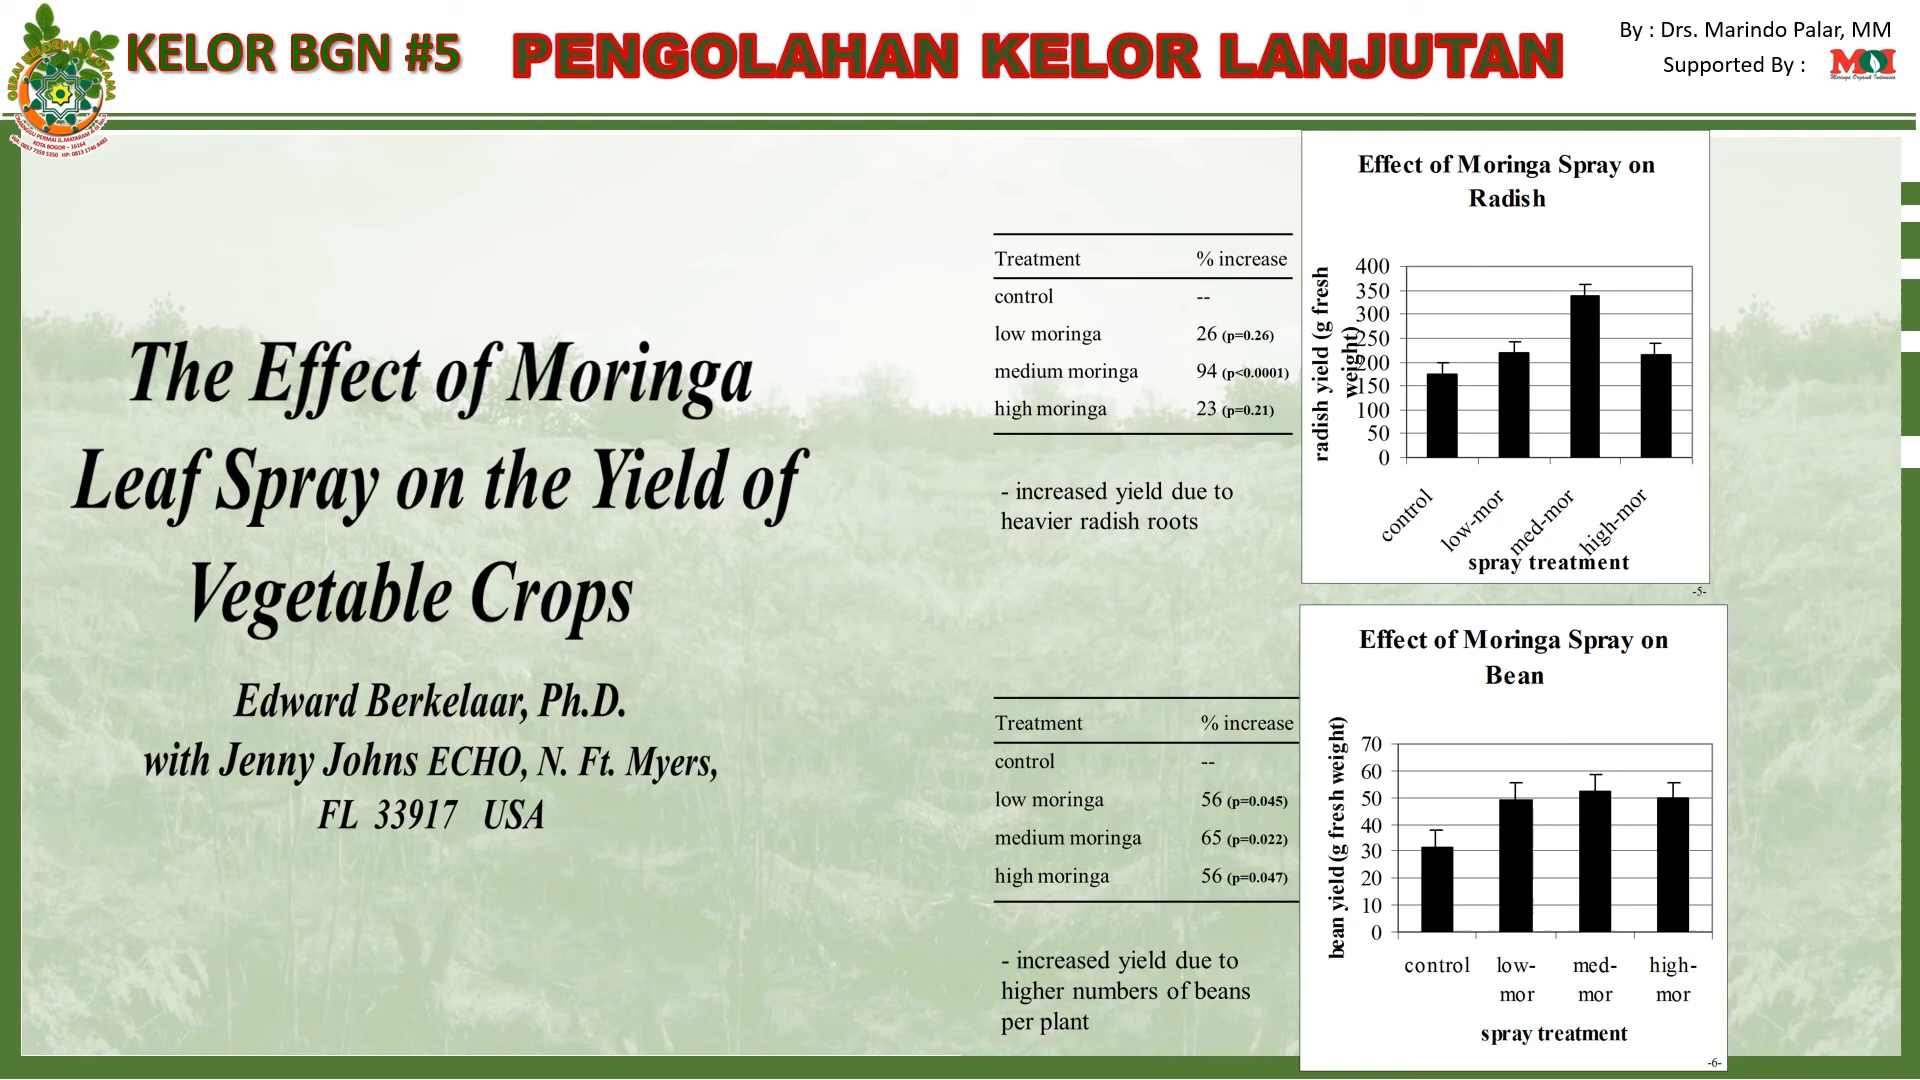 KELOR BGN #5
PENGOLAHAN KELOR LANJUTAN
By : Drs. Marindo Palar, MM
Supported By :
MOI
Moringa Organik Indonesia
KOTA BOGOR – 16164
The Effect of Moringa
Leaf Spray on the Yield of
Vegetable Crops
Edward Berkelaar, Ph.D.
with Jenny Johns ECHO, N. Ft. Myers,
FL 33917 USA
Treatment % increase
control --
low moringa 26 (p=0.26)
medium moringa 94 (p<0.0001)
high moringa 23 (p=0.21)
- increased yield due to
heavier radish roots
Effect of Moringa Spray on
Radish
radish yield (g fresh
weight)
400
350
300
250
200
150
100
50
0
control
low-mor
med-mor
high-mor
spray treatment
-5-
Treatment % increase
control --
low moringa 56 (p=0.045)
medium moringa 65 (p=0.022)
high moringa 56 (p=0.047)
- increased yield due to
higher numbers of beans
per plant
Effect of Moringa Spray on
Bean
bean yield (g fresh weight)
70
60
50
40
30
20
10
0
control low- med- high-
mor mor mor
spray treatment
-6-